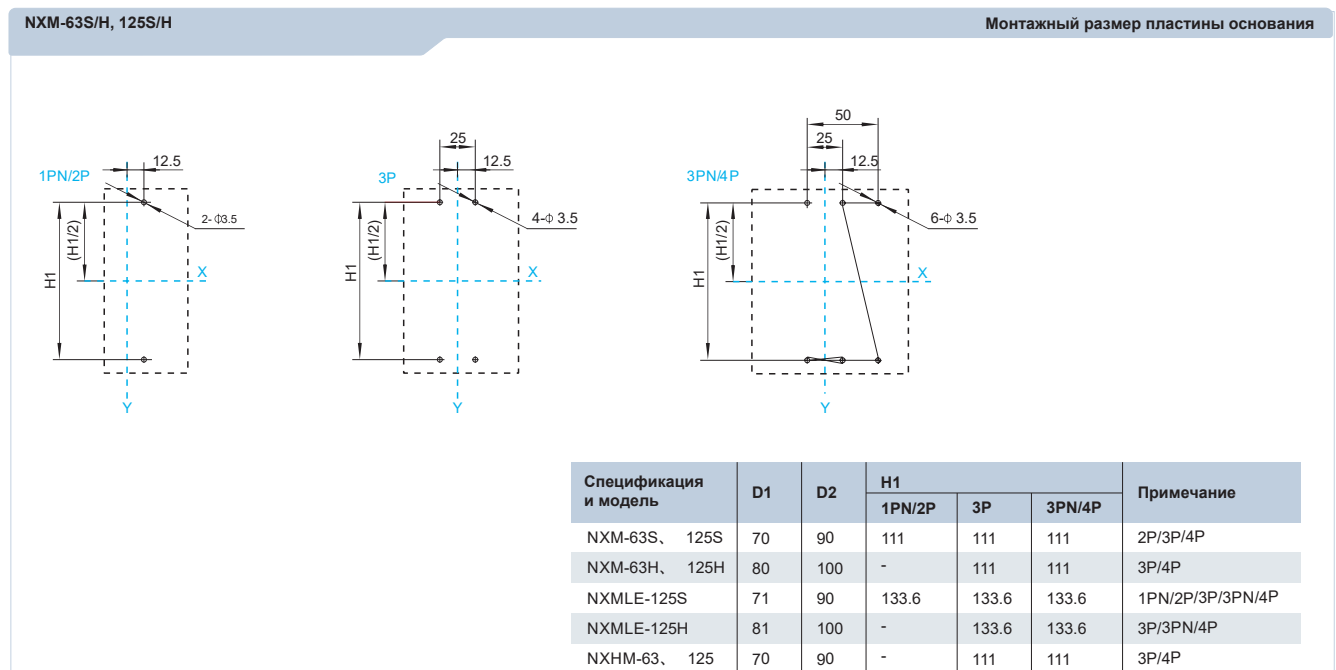 NXM-63S/H, 125S/H
Монтажный размер пластины основания
1PN/2P
12.5
2-Φ3.5
H1
(H1/2)
X
Y
3P
25
12.5
4-Φ 3.5
H1
(H1/2)
X
Y
3PN/4P
50
25
12.5
6-Φ 3.5
H1
(H1/2)
X
Y
Спецификация и модель D1 D2 H1 Примечание
1PN/2P 3P 3PN/4P
NXM-63S、 125S 70 90 111 111 111 2P/3P/4P
NXM-63H、 125H 80 100 - 111 111 3P/4P
NXMLE-125S 71 90 133.6 133.6 133.6 1PN/2P/3P/3PN/4P
NXMLE-125H 81 100 - 133.6 133.6 3P/3PN/4P
NXHM-63、 125 70 90 - 111 111 3P/4P